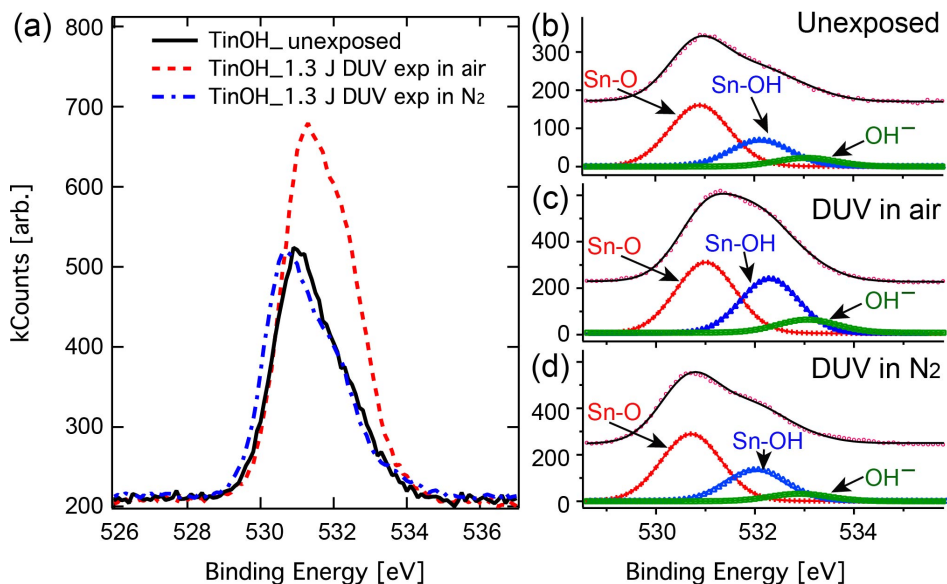 (a)
TinOH_ unexposed
TinOH_1.3 J DUV exp in air
TinOH_1.3 J DUV exp in N2
kCounts [arb.]
800
700
600
500
400
300
200
526
528
530
532
534
536
Binding Energy [eV]
(b)
Unexposed
300
200
100
0
Sn-O
Sn-OH
OH−
530
532
534
(c)
DUV in air
400
200
0
Sn-O
Sn-OH
OH−
(d)
DUV in N2
400
200
0
Sn-O
Sn-OH
OH−
530
532
534
Binding Energy [eV]